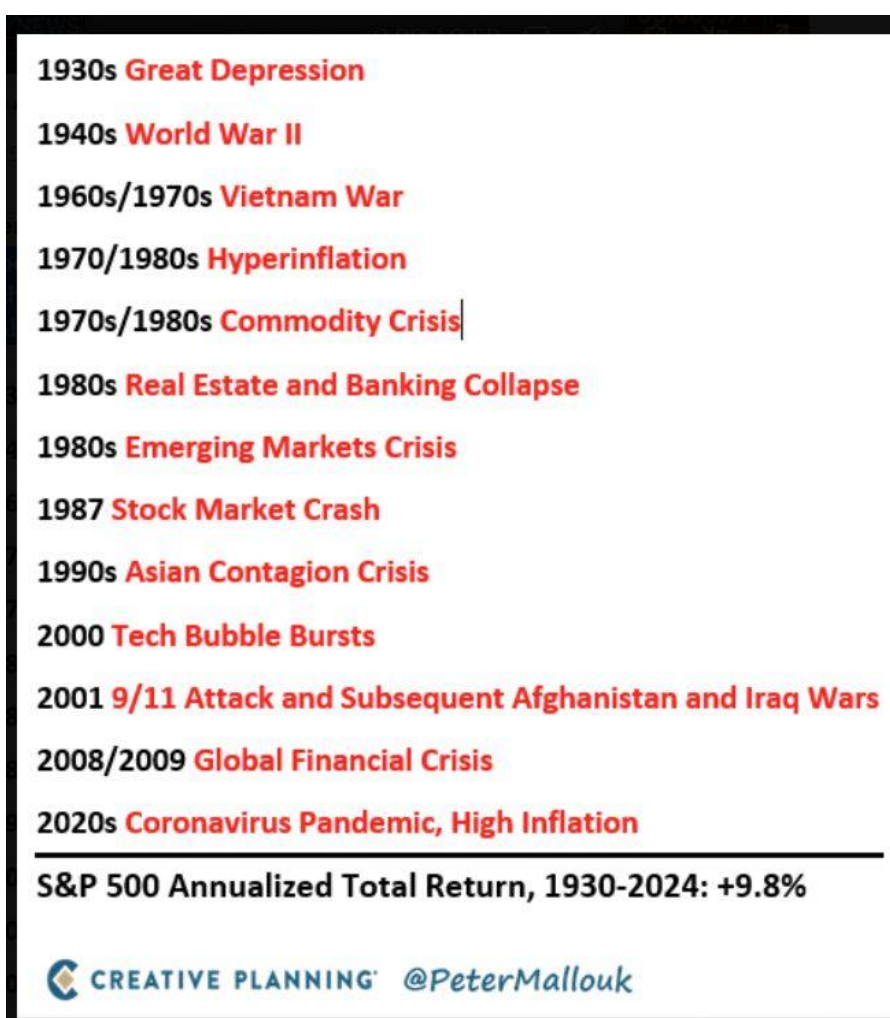 1930s Great Depression
1940s World War II
1960s/1970s Vietnam War
1970/1980s Hyperinflation
1970s/1980s Commodity Crisis
1980s Real Estate and Banking Collapse
1980s Emerging Markets Crisis
1987 Stock Market Crash
1990s Asian Contagion Crisis
2000 Tech Bubble Bursts
2001 9/11 Attack and Subsequent Afghanistan and Iraq Wars
2008/2009 Global Financial Crisis
2020s Coronavirus Pandemic, High Inflation
S&P 500 Annualized Total Return, 1930-2024: +9.8%
CREATIVE PLANNING @PeterMallouk